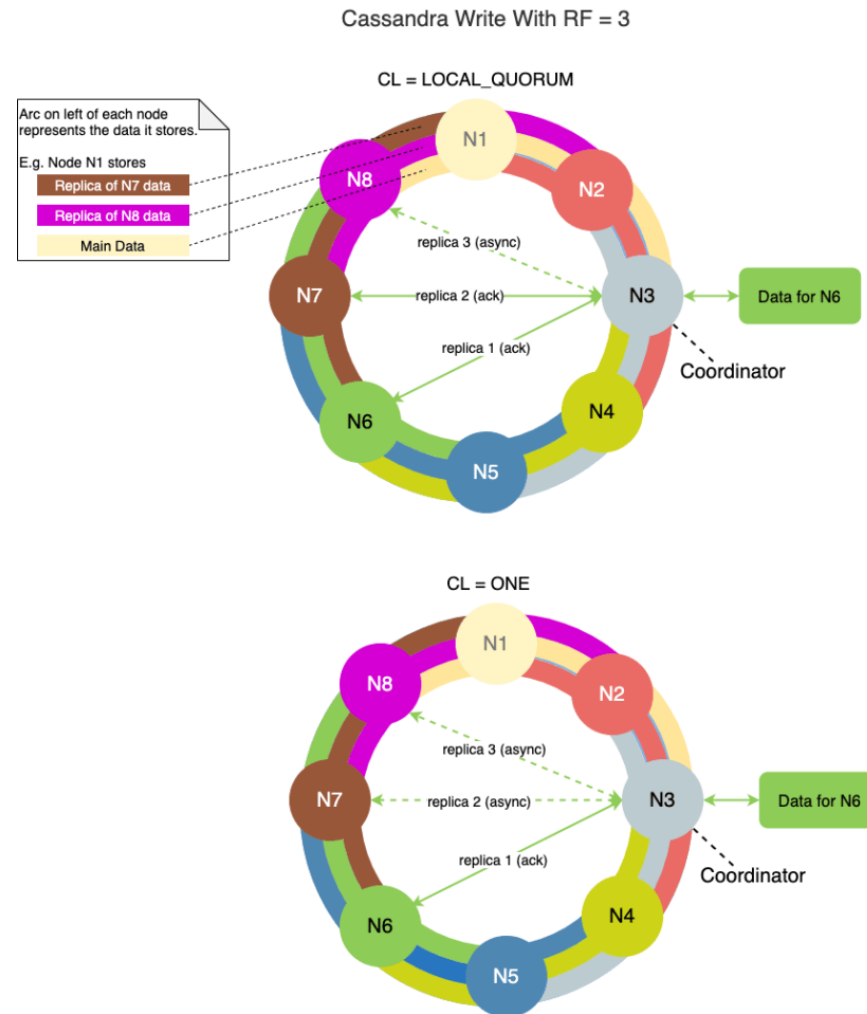 Cassandra Write With RF = 3
CL = LOCAL_QUORUM
Arc on left of each node
represents the data it stores.
E.g. Node N1 stores
Replica of N7 data
Replica of N8 data
Main Data
N1
N2
N8
replica 3 (async)
N7
replica 2 (ack)
N3
Data for N6
replica 1 (ack)
Coordinator
N4
N6
N5
CL = ONE
N1
N8
N2
replica 3 (async)
N7
replica 2 (async)
N3
Data for N6
replica 1 (ack)
Coordinator
N4
N6
N5